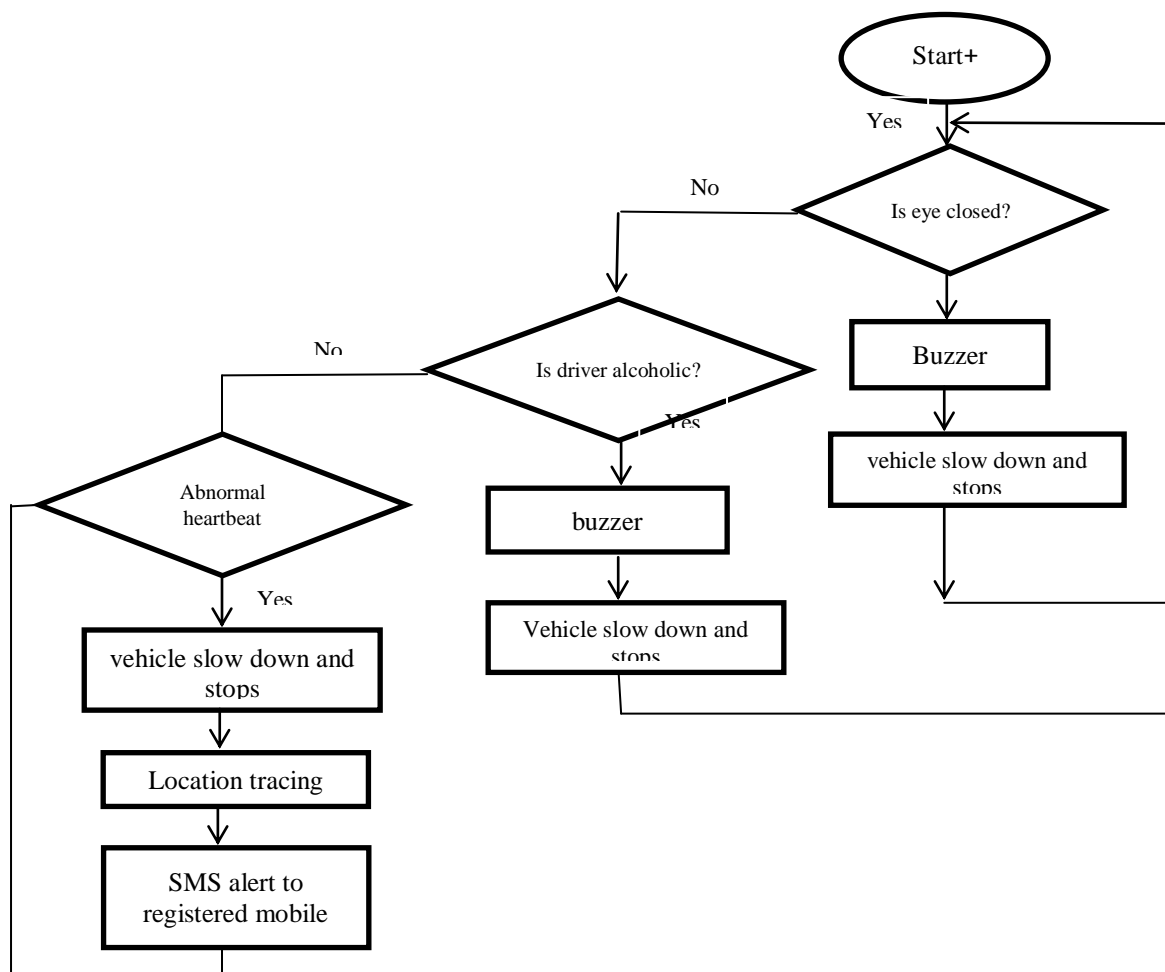 Start+
Yes
Is eye closed?
No
Buzzer
vehicle slow down and
stops
Is driver alcoholic?
No
Yes
buzzer
Vehicle slow down and
stops
Abnormal
heartbeat
Yes
vehicle slow down and
stops
Location tracing
SMS alert to
registered mobile